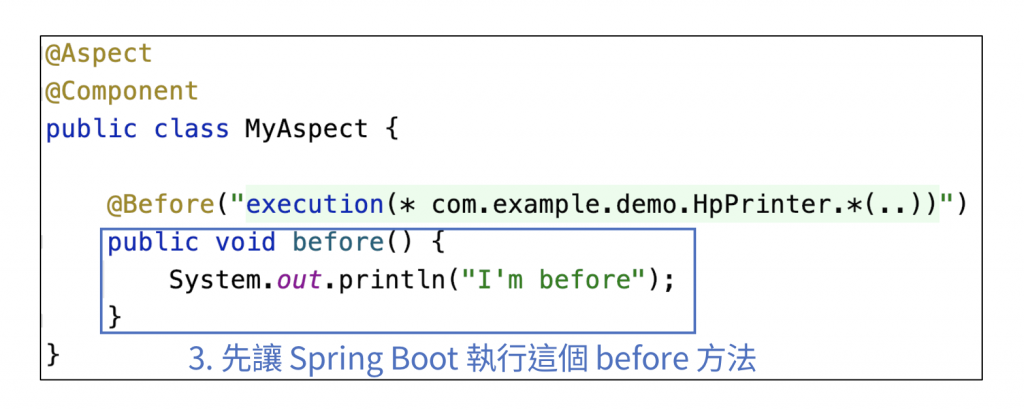 @Aspect
@Component
public class MyAspect {
@Before("execution(* com.example.demo.HpPrinter.*(..))")
public void before() {
System.out.println("I'm before");
}
}
3. 先讓 Spring Boot 執行這個 before 方法